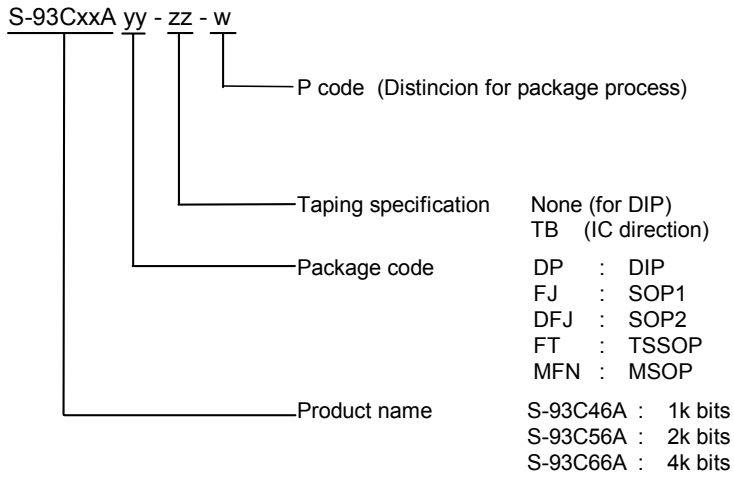 S-93CxxA yy - zz - w
P code (Distincion for package process)
Taping specification None (for DIP)
TB (IC direction)
Package code DP : DIP
FJ : SOP1
DFJ : SOP2
FT : TSSOP
MFN : MSOP
Product name S-93C46A : 1k bits
S-93C56A : 2k bits
S-93C66A : 4k bits